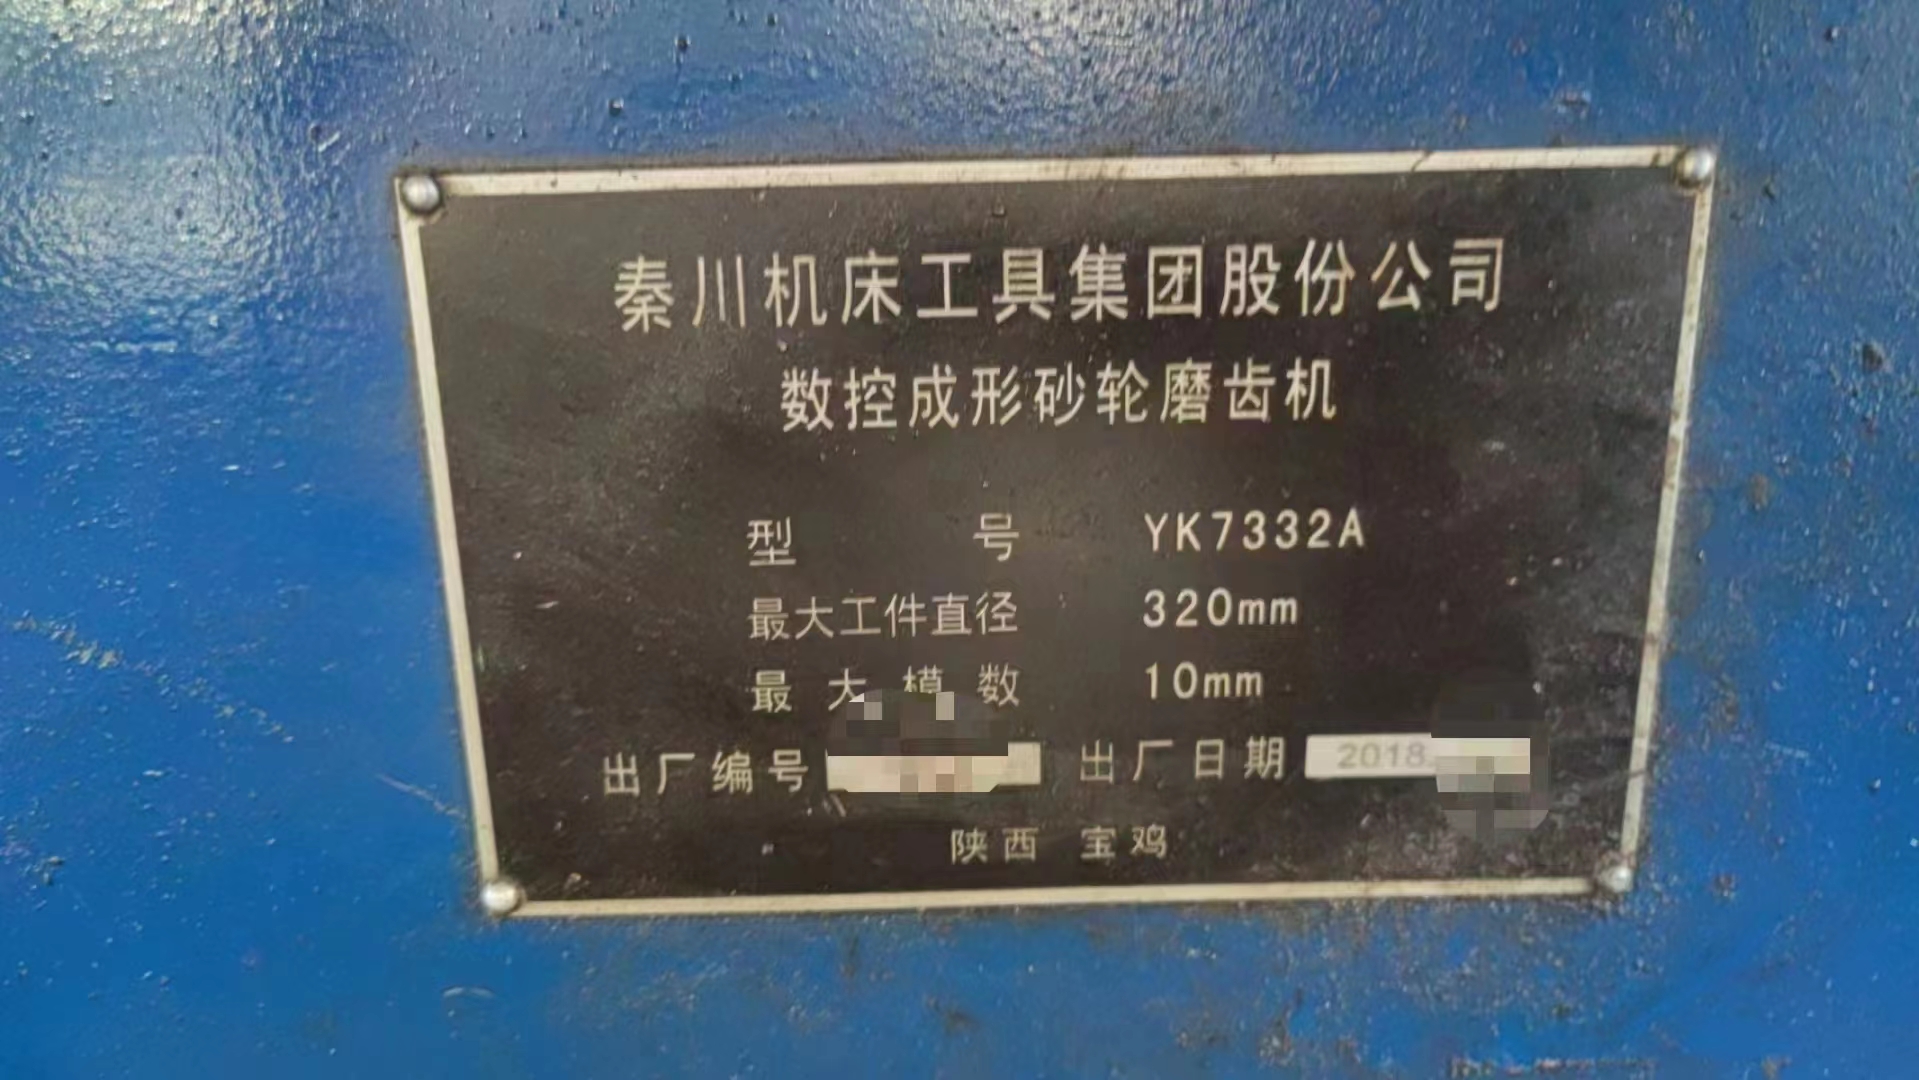 秦川机床工具集团股份公司
数控成形砂轮磨齿机
型 号 YK7332A
最大工件直径 320mm
最大模数 10mm
出厂编号 出厂日期 2018.
陕西 宝鸡